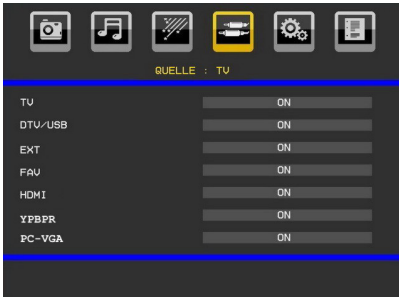 QUELLE : TV
TV ON
DTV/USB ON
EXT ON
FAV ON
HDMI ON
YPBPR ON
PC-VGA ON